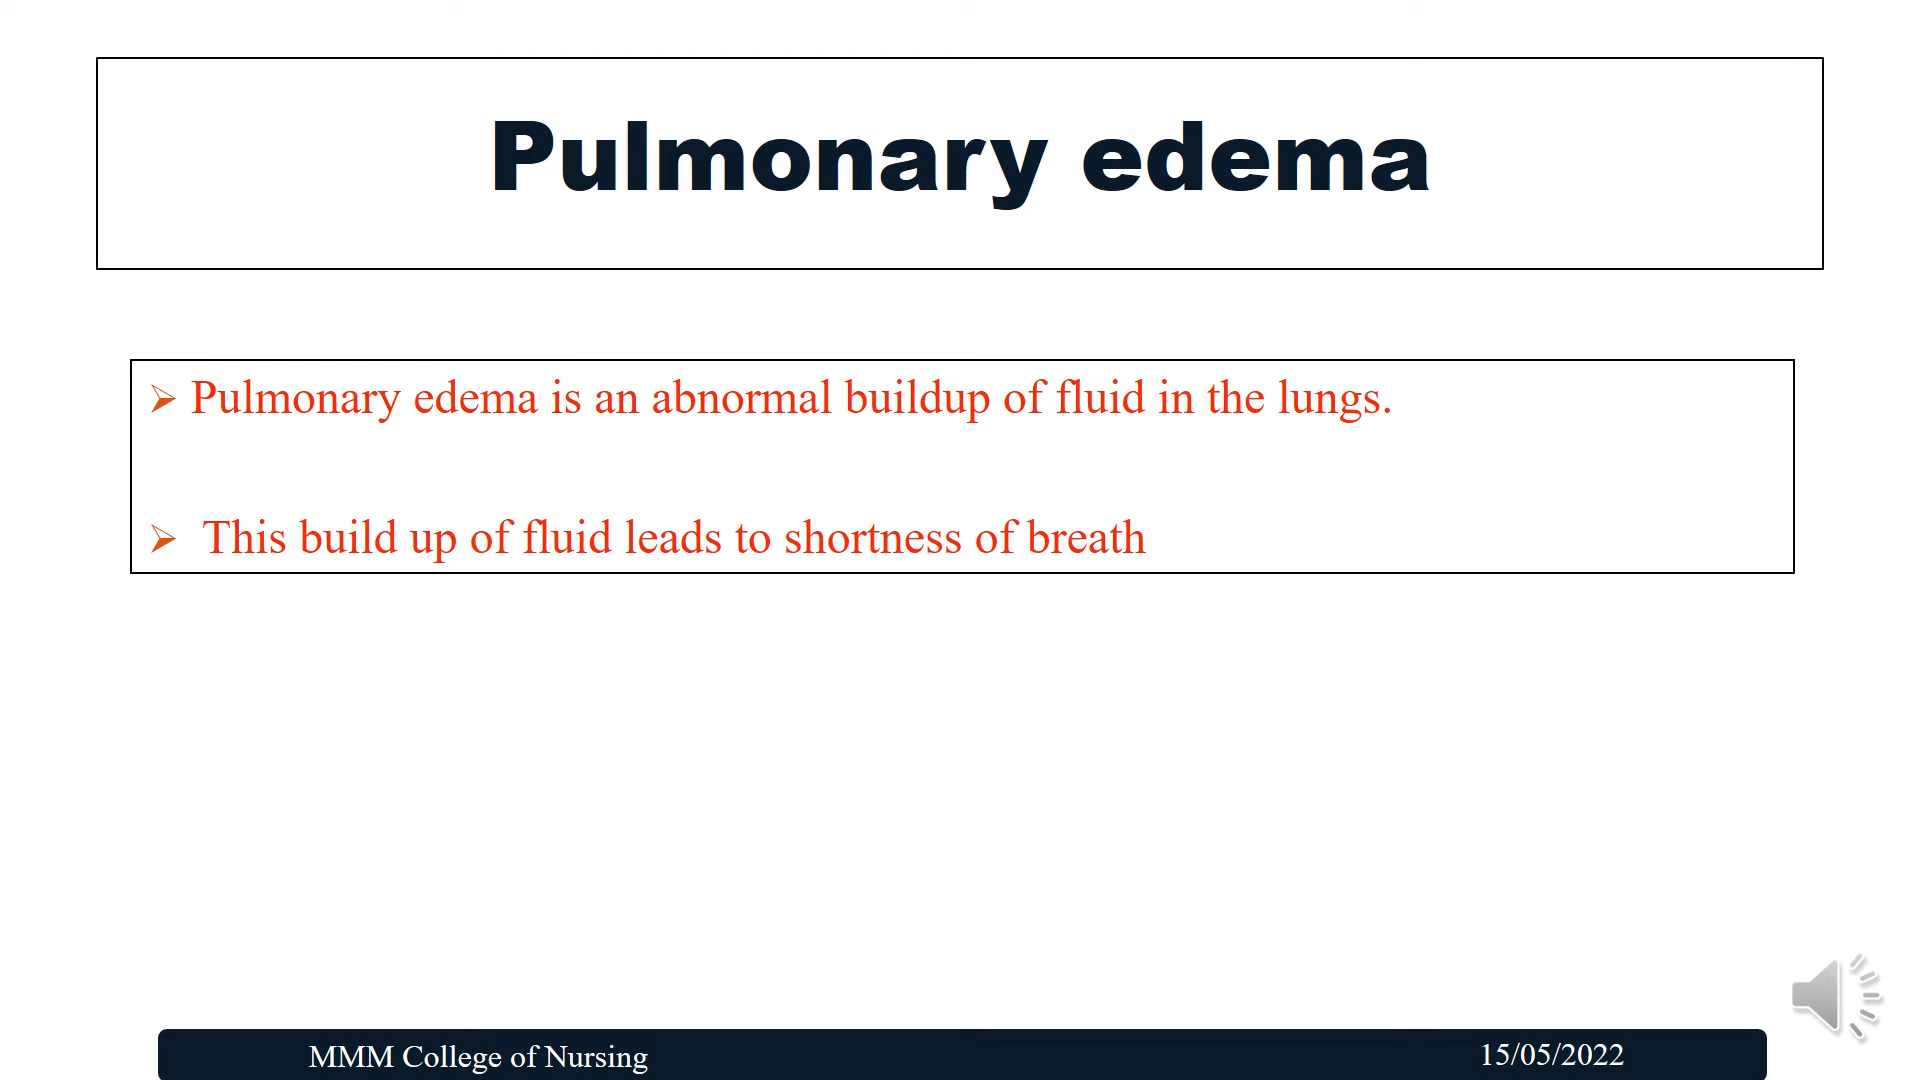 Pulmonary edema
➢ Pulmonary edema is an abnormal buildup of fluid in the lungs.
➢ This build up of fluid leads to shortness of breath
MMM College of Nursing
15/05/2022